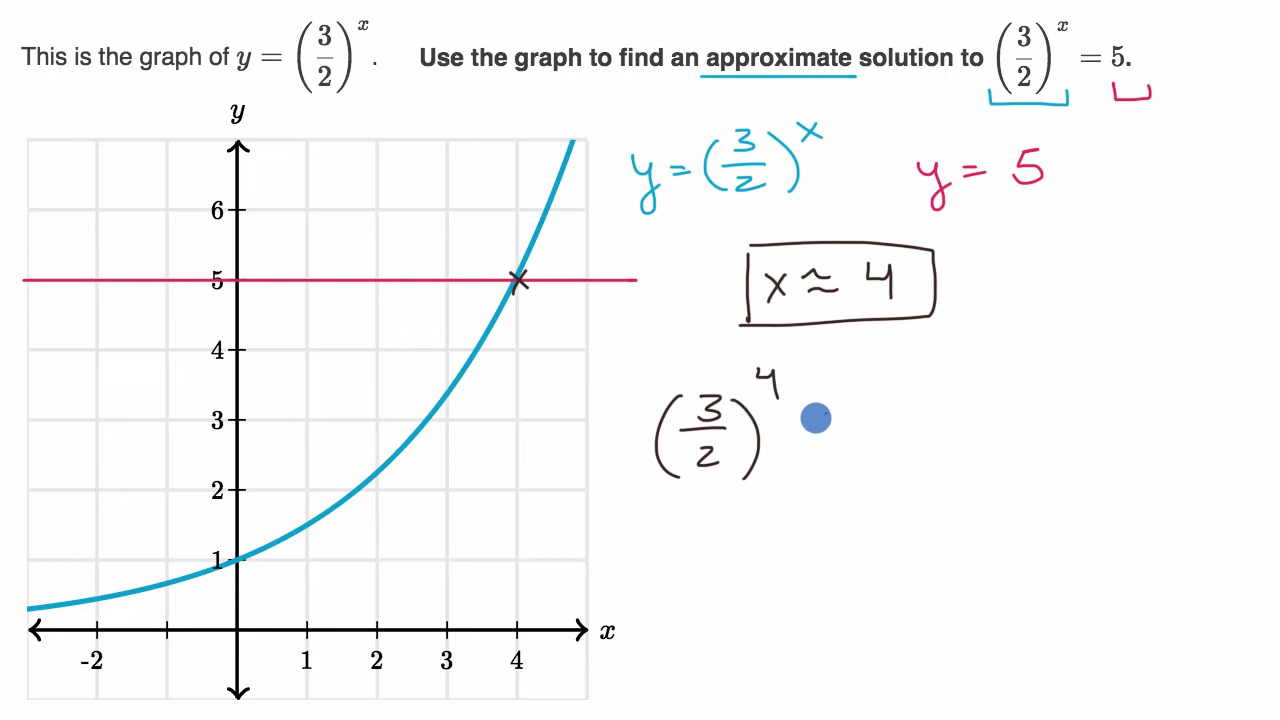 This is the graph of y = (3/2)^x. Use the graph to find an approximate solution to (3/2)^x = 5.
y
y = (3/2)^x y = 5
6
5
x ≈ 4
4
(3/2)^4
3
2
1
x
-2 1 2 3 4